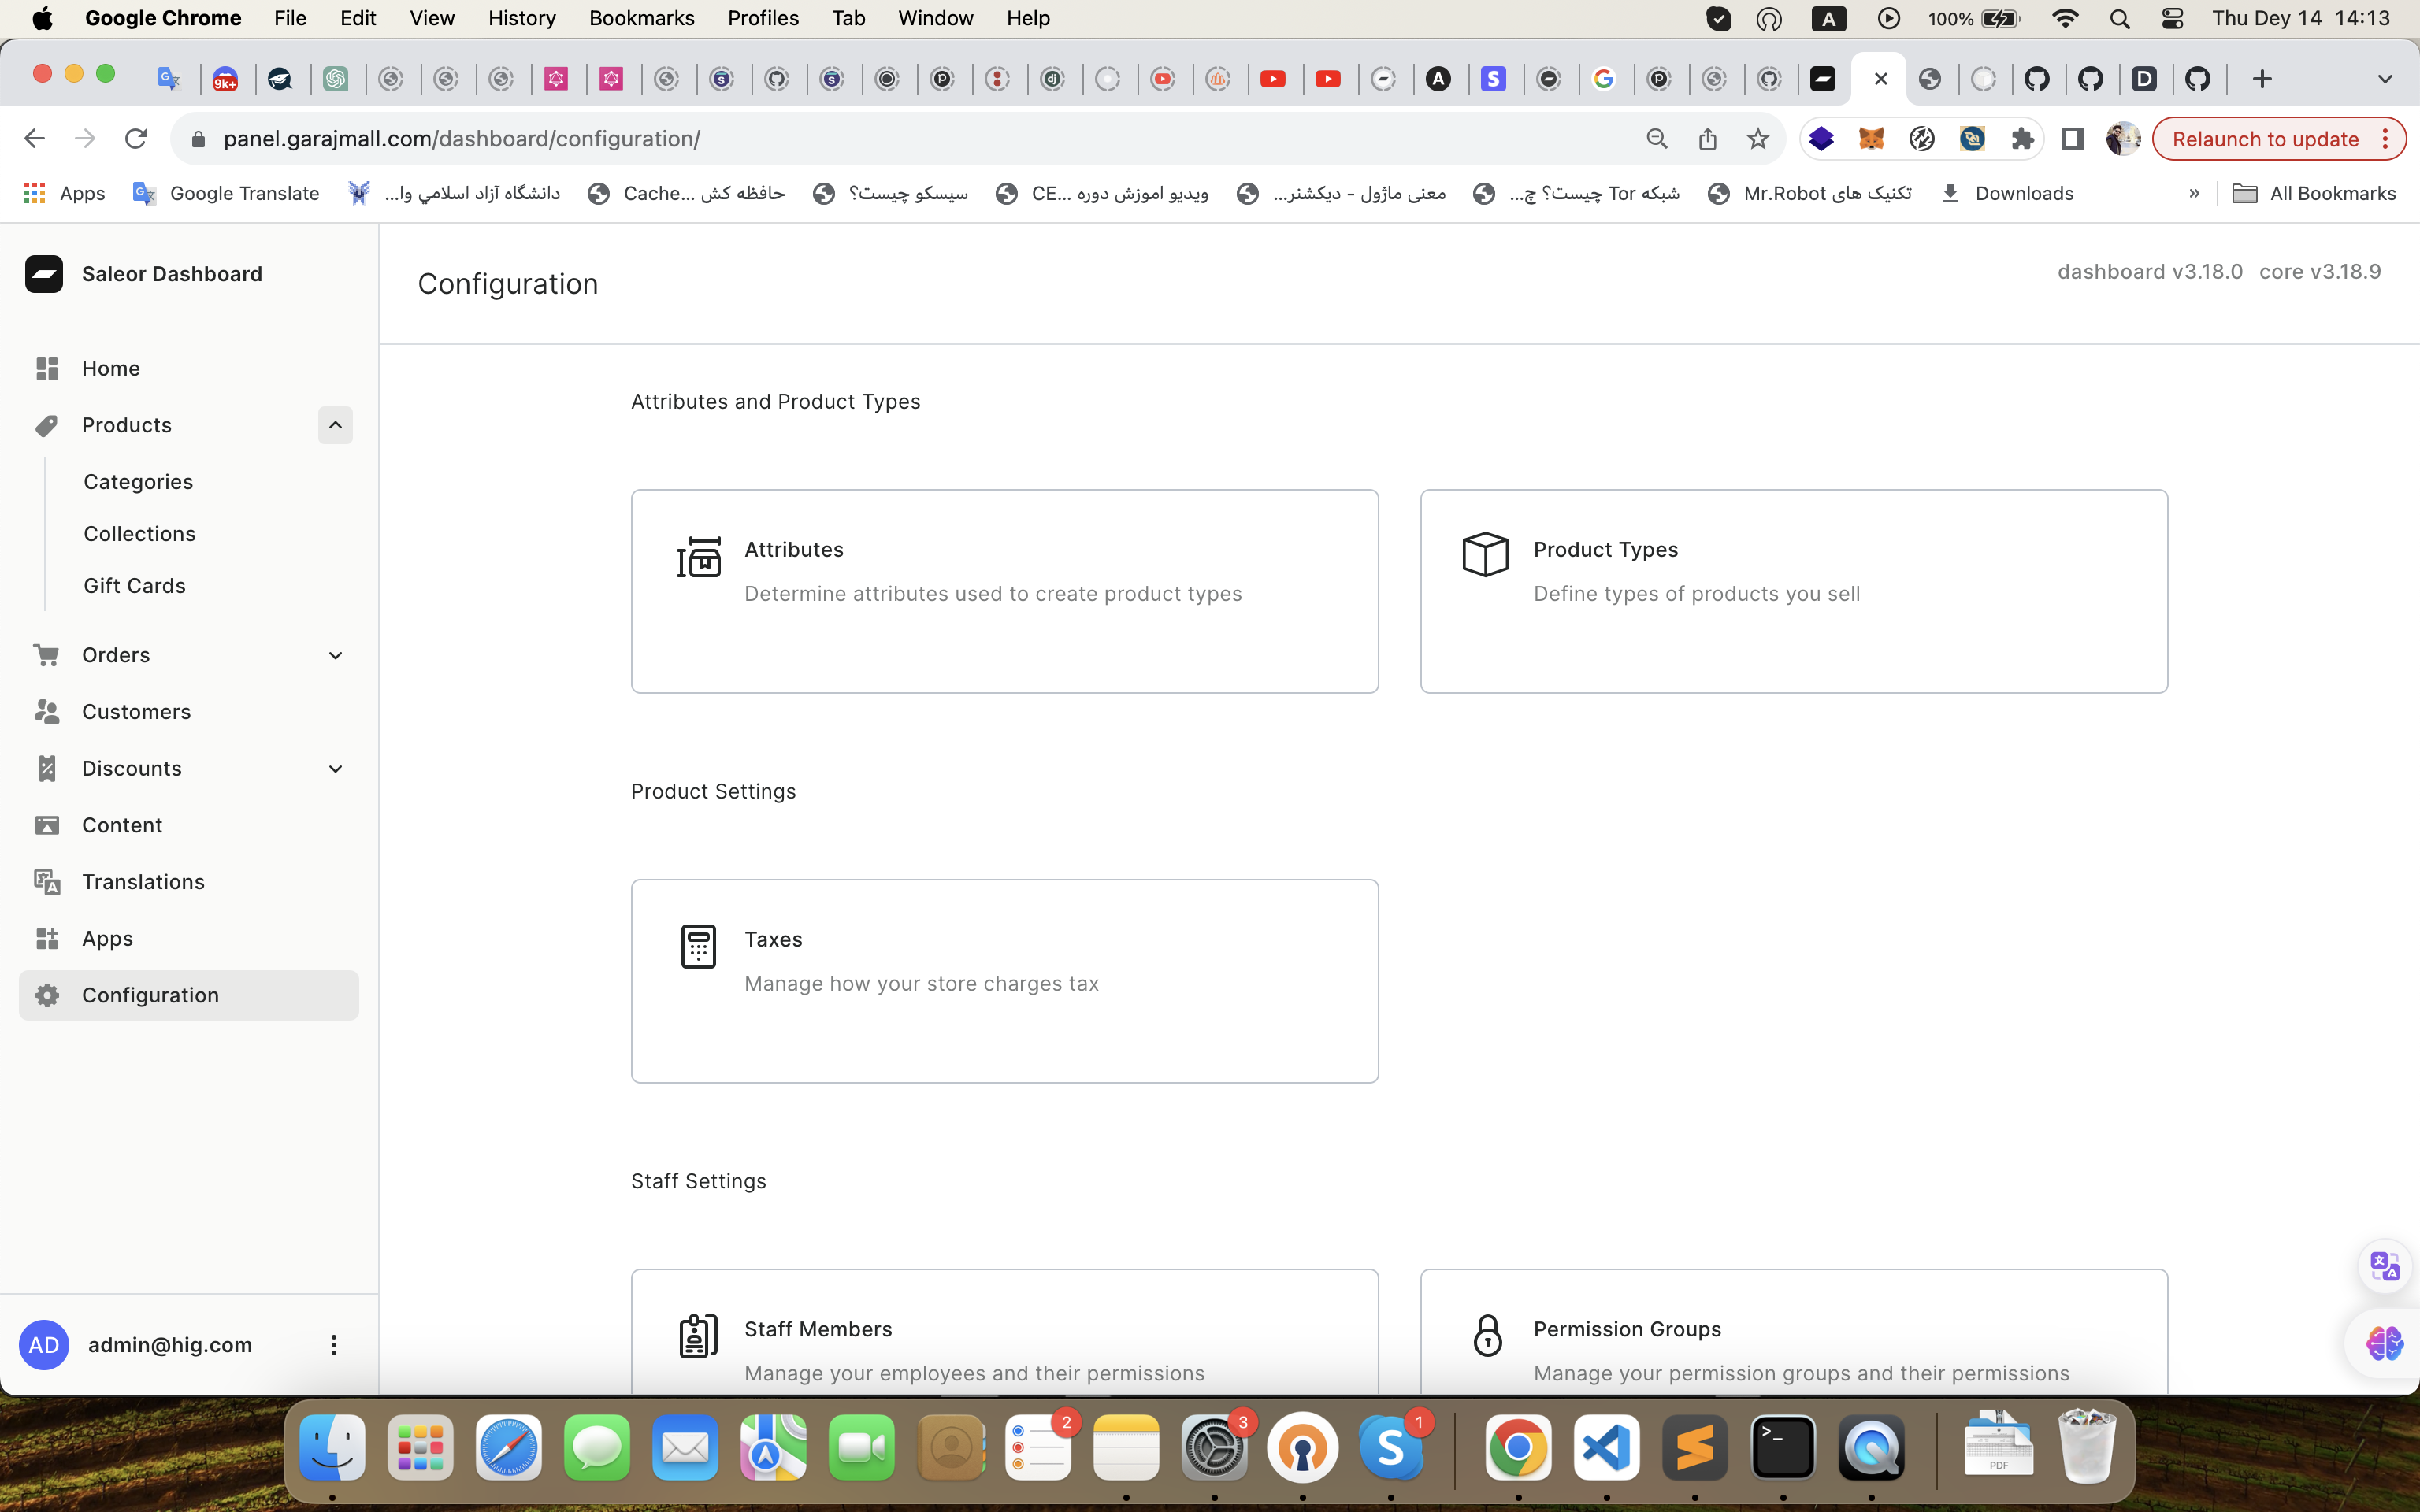 Google Chrome File Edit View History Bookmarks Profiles Tab Window Help
A 100% Thu Dey 14 14:13
9k+
panel.garajmall.com/dashboard/configuration/
Relaunch to update
Apps
Google Translate
دانشگاه آزاد اسلامي وا...
حافظه کش Cache...
سیسکو چیست؟
ویدیو اموزش دوره CE...
معنی ماژول - دیکشنر...
شبکه Tor چیست؟ چ...
تکنیک های Mr.Robot
Downloads
»
All Bookmarks
Saleor Dashboard
Home
Products
Categories
Collections
Gift Cards
Orders
Customers
Discounts
Content
Translations
Apps
Configuration
AD admin@hig.com
Configuration
dashboard v3.18.0 core v3.18.9
Attributes and Product Types
Attributes
Determine attributes used to create product types
Product Types
Define types of products you sell
Product Settings
Taxes
Manage how your store charges tax
Staff Settings
Staff Members
Manage your employees and their permissions
Permission Groups
Manage your permission groups and their permissions
2
3
1
PDF